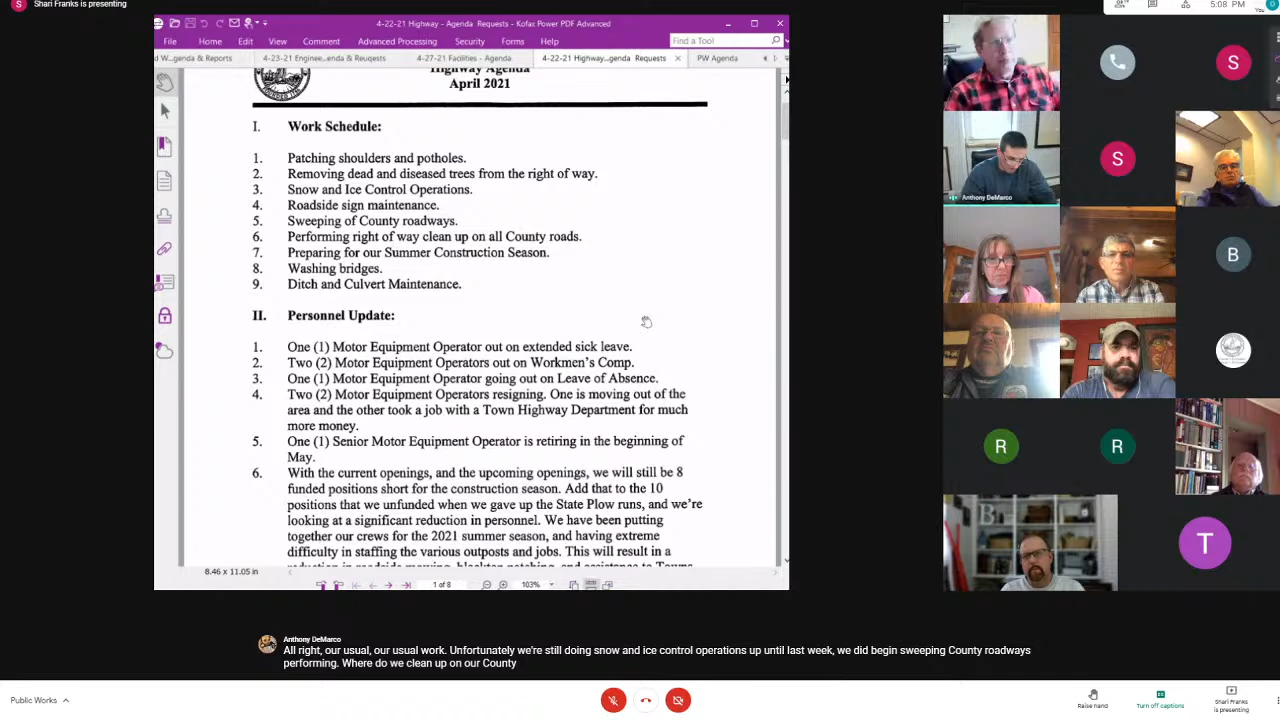 Shari Franks is presenting
5:08 PM
You
4-22-21 Highway - Agenda Requests - Kofax Power PDF Advanced
File Home Edit View Comment Advanced Processing Security Forms Help
Find a Tool
d W...genda & Reports
4-23-21 Enginee...enda & Reuqests
4-27-21 Facilities - Agenda
4-22-21 Highway...genda Requests
PW Agenda
Highway Agenda
April 2021
I. Work Schedule:
1. Patching shoulders and potholes.
2. Removing dead and diseased trees from the right of way.
3. Snow and Ice Control Operations.
4. Roadside sign maintenance.
5. Sweeping of County roadways.
6. Performing right of way clean up on all County roads.
7. Preparing for our Summer Construction Season.
8. Washing bridges.
9. Ditch and Culvert Maintenance.
II. Personnel Update:
1. One (1) Motor Equipment Operator out on extended sick leave.
2. Two (2) Motor Equipment Operators out on Workmen's Comp.
3. One (1) Motor Equipment Operator going out on Leave of Absence.
4. Two (2) Motor Equipment Operators resigning. One is moving out of the
area and the other took a job with a Town Highway Department for much
more money.
5. One (1) Senior Motor Equipment Operator is retiring in the beginning of
May.
6. With the current openings, and the upcoming openings, we will still be 8
funded positions short for the construction season. Add that to the 10
positions that we unfunded when we gave up the State Plow runs, and we're
looking at a significant reduction in personnel. We have been putting
together our crews for the 2021 summer season, and having extreme
difficulty in staffing the various outposts and jobs. This will result in a
reduction in roadside mowing, blacktop patching, and assistance to Towns
8.46 x 11.05 in
1 of 8
103%
S
Anthony DeMarco
S
B
R
R
T
Anthony DeMarco
All right, our usual, our usual work. Unfortunately we're still doing snow and ice control operations up until last week, we did begin sweeping County roadways
performing. Where do we clean up on our County
Public Works
Raise hand
Turn off captions
Shari Franks
is presenting